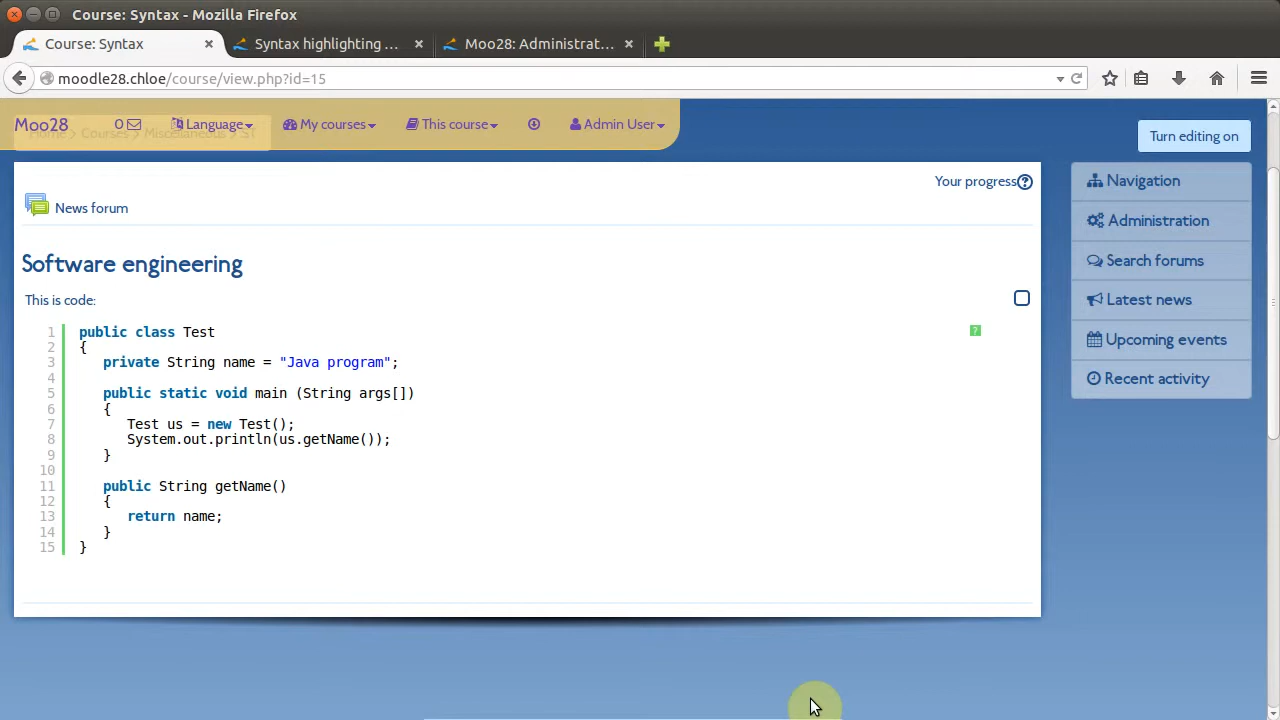 Course: Syntax - Mozilla Firefox
Course: Syntax
Syntax highlighting ...
Moo28: Administrat...
moodle28.chloe/course/view.php?id=15
Moo28
0
Language
My courses
This course
Admin User
Home > Courses > Miscellaneous >
Turn editing on
Your progress
News forum
Software engineering
This is code:
?
1 public class Test
2 {
3 private String name = "Java program";
4
5 public static void main (String args[])
6 {
7 Test us = new Test();
8 System.out.println(us.getName());
9 }
10
11 public String getName()
12 {
13 return name;
14 }
15 }
Navigation
Administration
Search forums
Latest news
Upcoming events
Recent activity